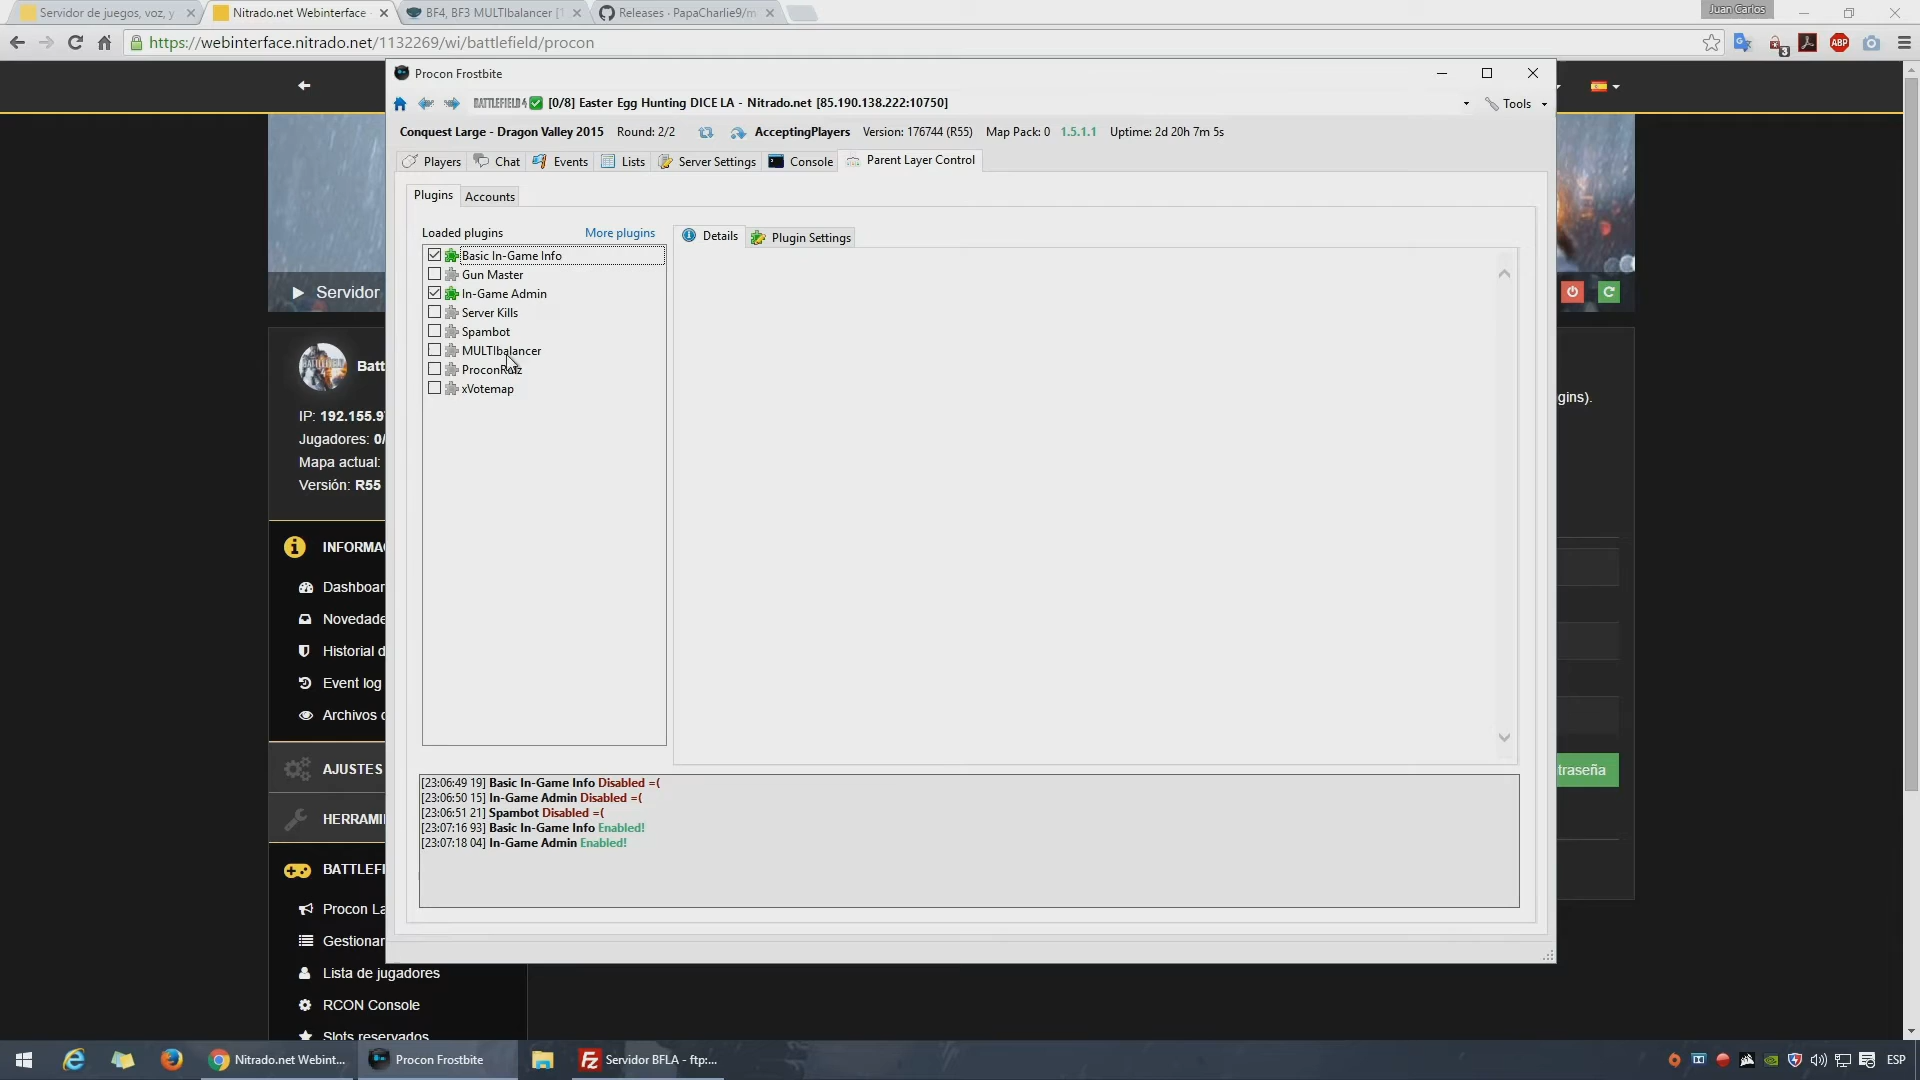 Servidor de juegos, voz, y
Nitrado.net Webinterface
BF4, BF3 MULTIbalancer [1
Releases · PapaCharlie9/m
Juan Carlos
https://webinterface.nitrado.net/1132269/wi/battlefield/procon
ABP
3
Procon Frostbite
BATTLEFIELD 4 [0/8] Easter Egg Hunting DICE LA - Nitrado.net [85.190.138.222:10750]
Tools
Conquest Large - Dragon Valley 2015 Round: 2/2 AcceptingPlayers Version: 176744 (R55) Map Pack: 0 1.5.1.1 Uptime: 2d 20h 7m 5s
Players Chat Events Lists Server Settings Console Parent Layer Control
Plugins Accounts
Loaded plugins More plugins
Details Plugin Settings
Basic In-Game Info
Gun Master
In-Game Admin
Server Kills
Spambot
MULTIbalancer
ProconRulz
xVotemap
[23:06:49 19] Basic In-Game Info Disabled =(
[23:06:50 15] In-Game Admin Disabled =(
[23:06:51 21] Spambot Disabled =(
[23:07:16 93] Basic In-Game Info Enabled!
[23:07:18 04] In-Game Admin Enabled!
Servidor
Batt
IP: 192.155.9
Jugadores: 0/
Mapa actual:
Versión: R55
INFORMA
Dashboar
Novedade
Historial d
Event log
Archivos
AJUSTES
HERRAMI
BATTLEFI
Procon La
Gestionar
Lista de jugadores
RCON Console
Slots reservados
gins).
traseña
Nitrado.net Webint...
Procon Frostbite
Servidor BFLA - ftp:...
ESP